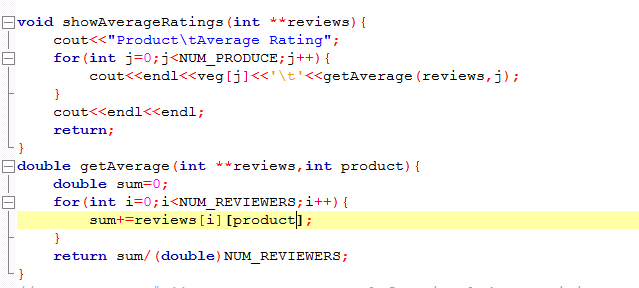 void showAverageRatings(int **reviews){
    cout<<"Product\tAverage Rating";
    for(int j=0;j<NUM_PRODUCE;j++){
        cout<<endl<<veg[j]<<'\t'<<getAverage(reviews,j);
    }
    cout<<endl<<endl;
    return;
}
double getAverage(int **reviews,int product){
    double sum=0;
    for(int i=0;i<NUM_REVIEWERS;i++){
        sum+=reviews[i][product];
    }
    return sum/(double)NUM_REVIEWERS;
}